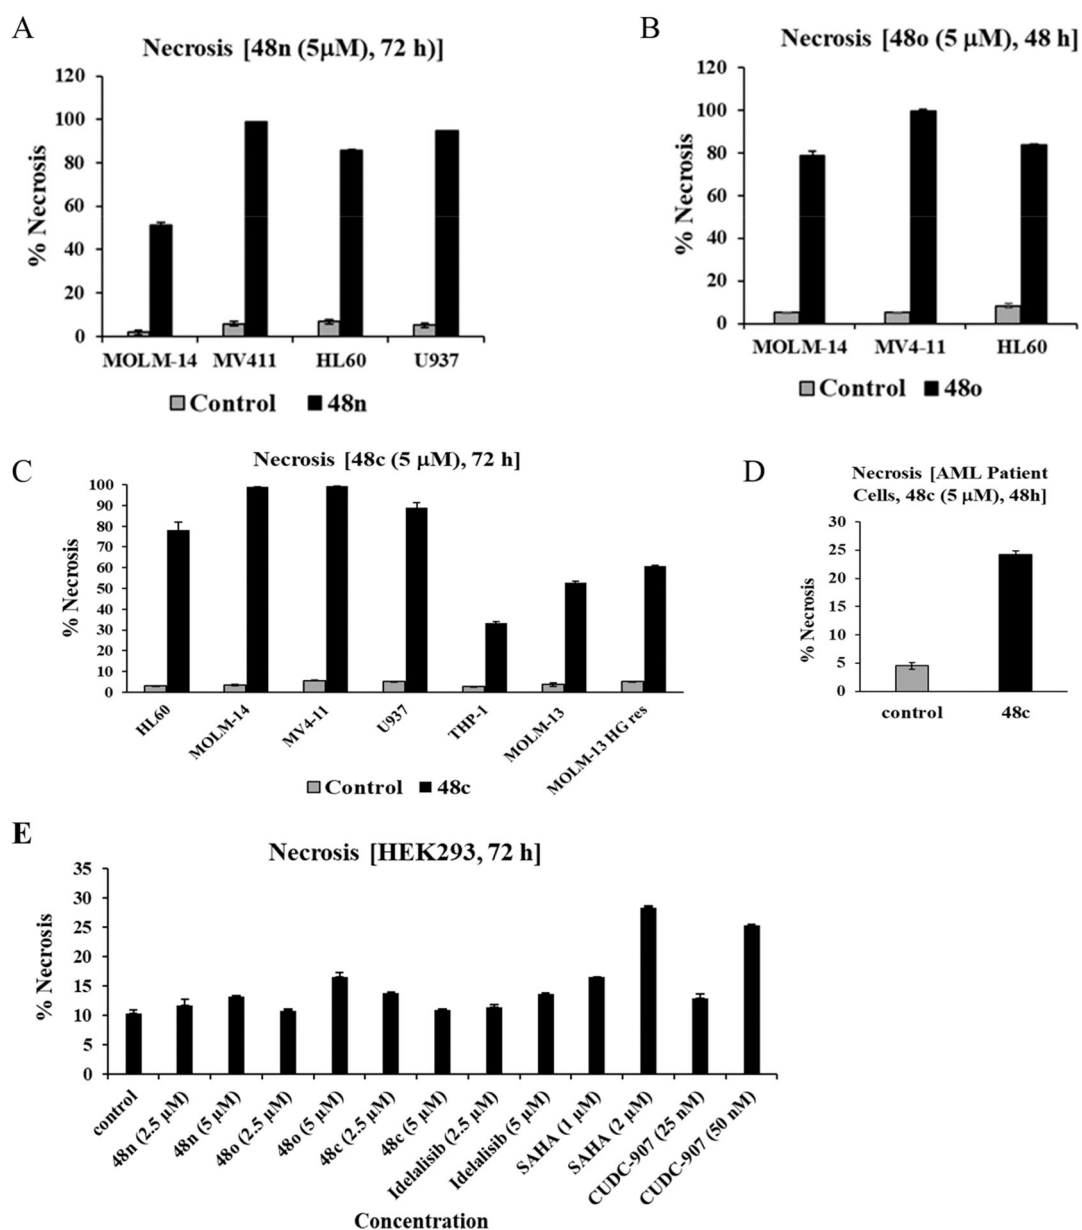 A
Necrosis [48n (5μM), 72 h)]
% Necrosis
120
100
80
60
40
20
0
MOLM-14 MV411 HL60 U937
Control 48n
B
Necrosis [48o (5 μM), 48 h]
% Necrosis
120
100
80
60
40
20
0
MOLM-14 MV4-11 HL60
Control 48o
C
Necrosis [48c (5 μM), 72 h]
% Necrosis
100
90
80
70
60
50
40
30
20
10
0
HL60 MOLM-14 MV4-11 U937 THP-1 MOLM-13 MOLM-13 HG res
Control 48c
D
Necrosis [AML Patient
Cells, 48c (5 μM), 48h]
% Necrosis
30
25
20
15
10
5
0
control 48c
E
Necrosis [HEK293, 72 h]
% Necrosis
35
30
25
20
15
10
5
0
control
48n (2.5 μM)
48n (5 μM)
48o (2.5 μM)
48o (5 μM)
48c (2.5 μM)
48c (5 μM)
Idelalisib (2.5 μM)
Idelalisib (5 μM)
SAHA (1 μM)
SAHA (2 μM)
CUDC-907 (25 nM)
CUDC-907 (50 nM)
Concentration